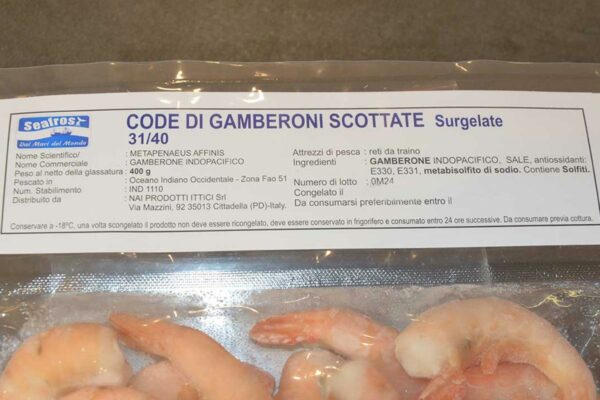 Seafrost
Dai Mari del Mondo
CODE DI GAMBERONI SCOTTATE Surgelate
31/40
Nome Scientifico/ : METAPENAEUS AFFINIS
Nome Commerciale : GAMBERONE INDOPACIFICO
Peso al netto della glassatura : 400 g
Pescato in : Oceano Indiano Occidentale - Zona Fao 51
Num. Stabilimento : IND 1110
Distribuito da : NAI PRODOTTI ITTICI Srl
Via Mazzini, 92 35013 Cittadella (PD)-Italy.
Attrezzi di pesca : reti da traino
Ingredienti : GAMBERONE INDOPACIFICO, SALE, antiossidanti:
E330, E331, metabisolfito di sodio. Contiene Solfiti.
Numero di lotto : 0M24
Congelato il
Da consumarsi preferibilmente entro il
Conservare a -18ºC, una volta scongelato il prodotto non deve essere ricongelato, deve essere conservato in frigorifero e consumato entro 24 ore successive. Da consumare previa cottura.